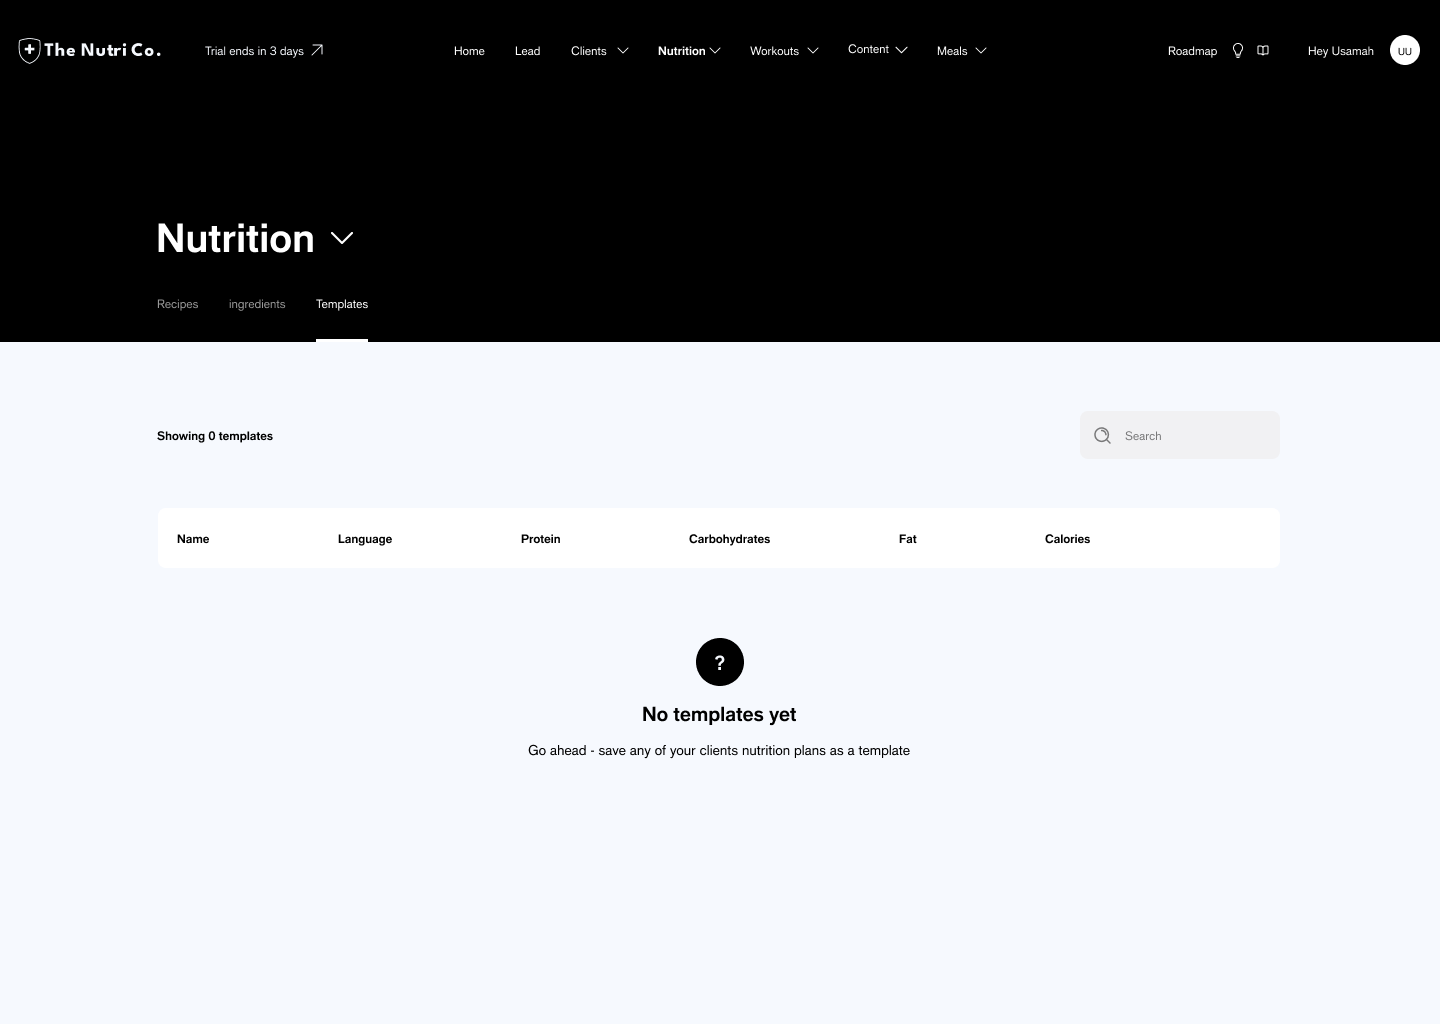 The Nutri Co.
Trial ends in 3 days
Home
Lead
Clients
Nutrition
Workouts
Content
Meals
Roadmap
Hey Usamah
UU
Nutrition
Recipes
ingredients
Templates
Showing 0 templates
Search
Name
Language
Protein
Carbohydrates
Fat
Calories
?
No templates yet
Go ahead - save any of your clients nutrition plans as a template